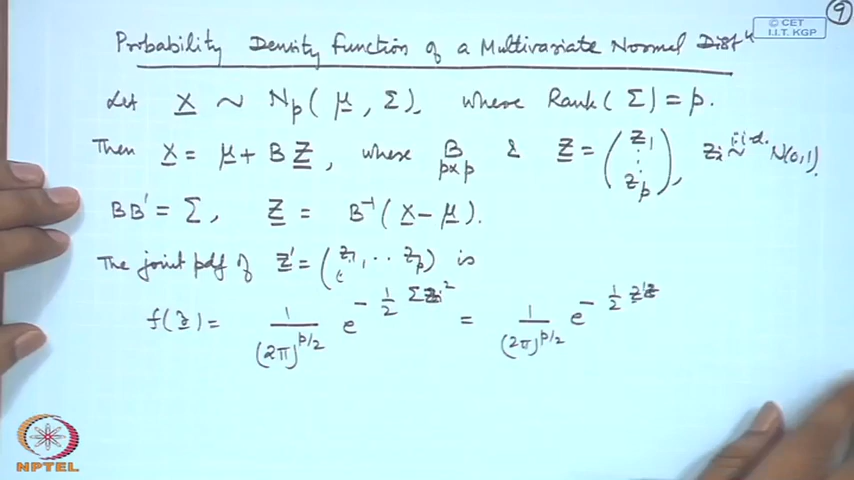 9
© CET
I.I.T. KGP
Probability Density Function of a Multivariate Normal Distⁿ
Let X ~ Np(μ, Σ), where Rank(Σ) = p.
Then X = μ + B Z, where B p×p & Z = (z1 ⋮ zp), zi i.i.d. ~ N(0,1).
BB' = Σ, Z = B⁻¹(X − μ).
The joint pdf of Z' = (z1, ·· zp) is
f(z) = 1/(2π)^{p/2} e^{− 1/2 Σzi²} = 1/(2π)^{p/2} e^{− 1/2 z'z}
NPTEL